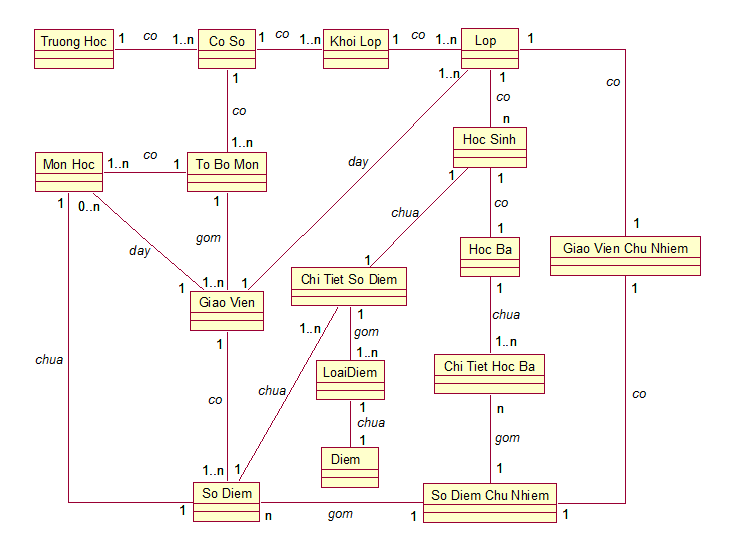 Truong Hoc 1 co 1..n Co So 1 co 1..n Khoi Lop 1 co 1..n Lop 1
1 1..n 1 co
co co
1..n n
Mon Hoc 1..n co 1 To Bo Mon day Hoc Sinh
1 0..n 1 1 1
chua co
gom 1 1
day Hoc Ba Giao Vien Chu Nhiem
1 1..n 1 1 Chi Tiet So Diem 1 1
Giao Vien 1..n 1 chua
1 gom 1..n
chua 1..n Chi Tiet Hoc Ba
LoaiDiem
co chua 1 n co
chua
1 gom
Diem
1..n 1 1
So Diem So Diem Chu Nhiem
1 n gom 1 1